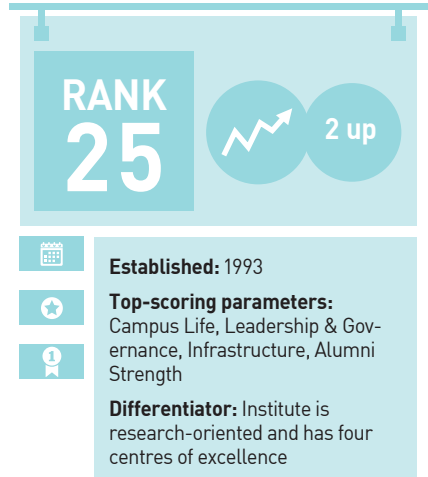 RANK
25
2 up
Established: 1993
Top-scoring parameters:
Campus Life, Leadership & Gov-
ernance, Infrastructure, Alumni
Strength
1
Differentiator: Institute is
research-oriented and has four
centres of excellence